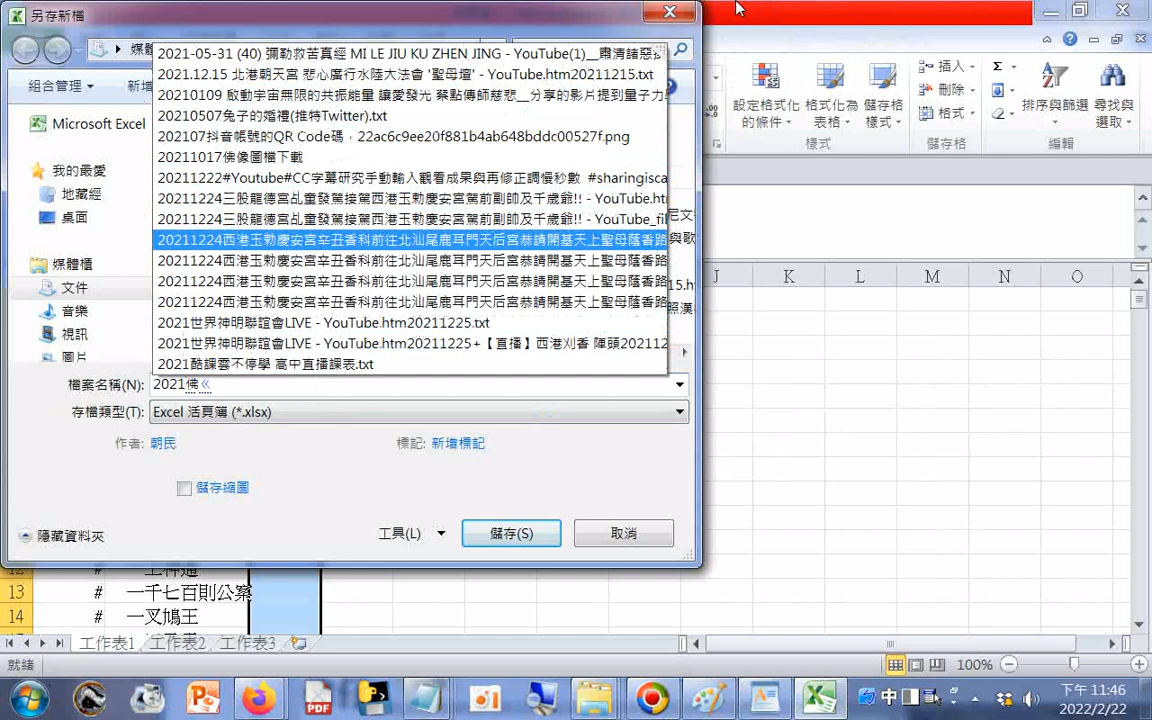 另存新檔
媒體
組合管理
新增
Microsoft Excel
我的最愛
地藏經
桌面
媒體櫃
文件
音樂
視訊
圖片
2021-05-31 (40) 彌勒救苦真經 MI LE JIU KU ZHEN JING - YouTube(1)__肅清諸惡
2021.12.15 北港朝天宮 悲心廣行水陸大法會 '聖母壇' - YouTube.htm20211215.txt
20210109 啟動宇宙無限的共振能量 讓愛發光 蔡點傳師慈悲__分享的影片提到量子力
20210507兔子的婚禮(推特Twitter).txt
202107抖音帳號的QR Code碼，22ac6c9ee20f881b4ab648bddc00527f.png
20211017佛像圖檔下載
20211222#Youtube#CC字幕研究手動輸入觀看成果與再修正調慢秒數 #sharingisca
20211224三股龍德宮乩童發駕接駕西港玉勅慶安宮駕前副帥及千歲爺!! - YouTube.ht
20211224三股龍德宮乩童發駕接駕西港玉勅慶安宮駕前副帥及千歲爺!! - YouTube_fil
20211224西港玉勅慶安宮辛丑香科前往北汕尾鹿耳門天后宮恭請開基天上聖母蔭香路
20211224西港玉勅慶安宮辛丑香科前往北汕尾鹿耳門天后宮恭請開基天上聖母蔭香路
20211224西港玉勅慶安宮辛丑香科前往北汕尾鹿耳門天后宮恭請開基天上聖母蔭香路
20211224西港玉勅慶安宮辛丑香科前往北汕尾鹿耳門天后宮恭請開基天上聖母蔭香路
2021世界神明聯誼會LIVE - YouTube.htm20211225.txt
2021世界神明聯誼會LIVE - YouTube.htm20211225+【直播】西港刈香 陣頭202112
2021酷課雲不停學 高中直播課表.txt
檔案名稱(N): 2021佛ㄍ
存檔類型(T): Excel 活頁簿 (*.xlsx)
作者: 朝民 標記: 新增標記
儲存縮圖
隱藏資料夾 工具(L) 儲存(S) 取消
設定格式化的條件 格式化為表格 儲存格樣式
樣式
插入
刪除
格式
儲存格
排序與篩選 尋找與選取
編輯
J K L M N O
13 # 一千七百則公案
14 # 一叉鳩王
工作表1 工作表2 工作表3
就緒 100%
中
下午 11:46
2022/2/22